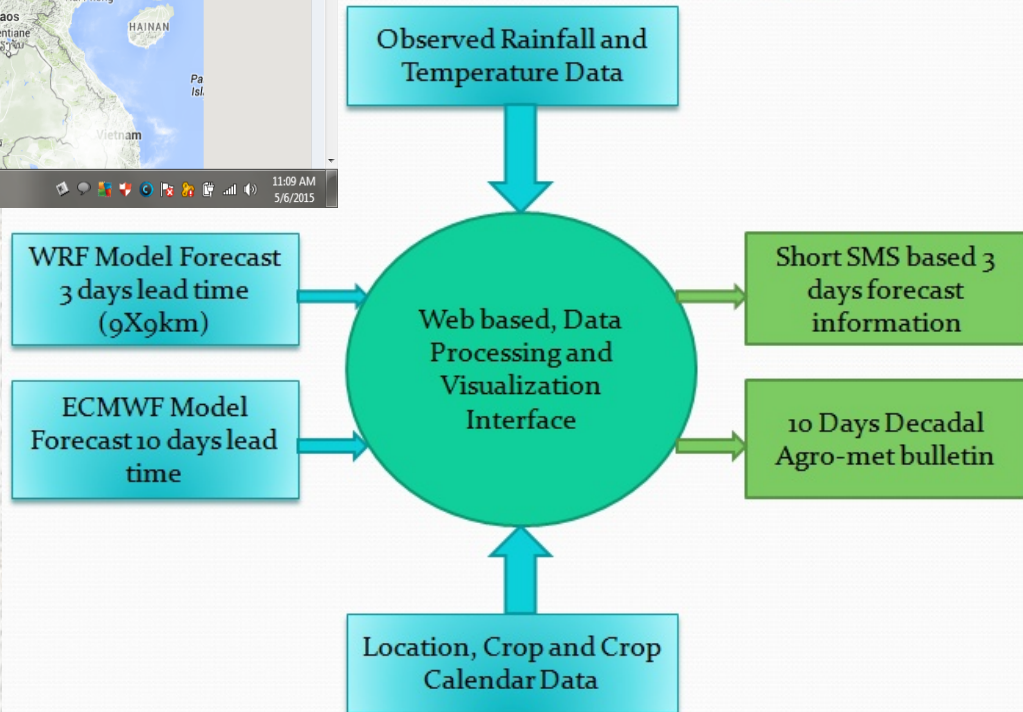 HAINAN
Vietnam
11:09 AM
5/6/2015
Observed Rainfall and
Temperature Data
WRF Model Forecast
3 days lead time
(9X9km)
ECMWF Model
Forecast 10 days lead
time
Web based, Data
Processing and
Visualization
Interface
Short SMS based 3
days forecast
information
10 Days Decadal
Agro-met bulletin
Location, Crop and Crop
Calendar Data